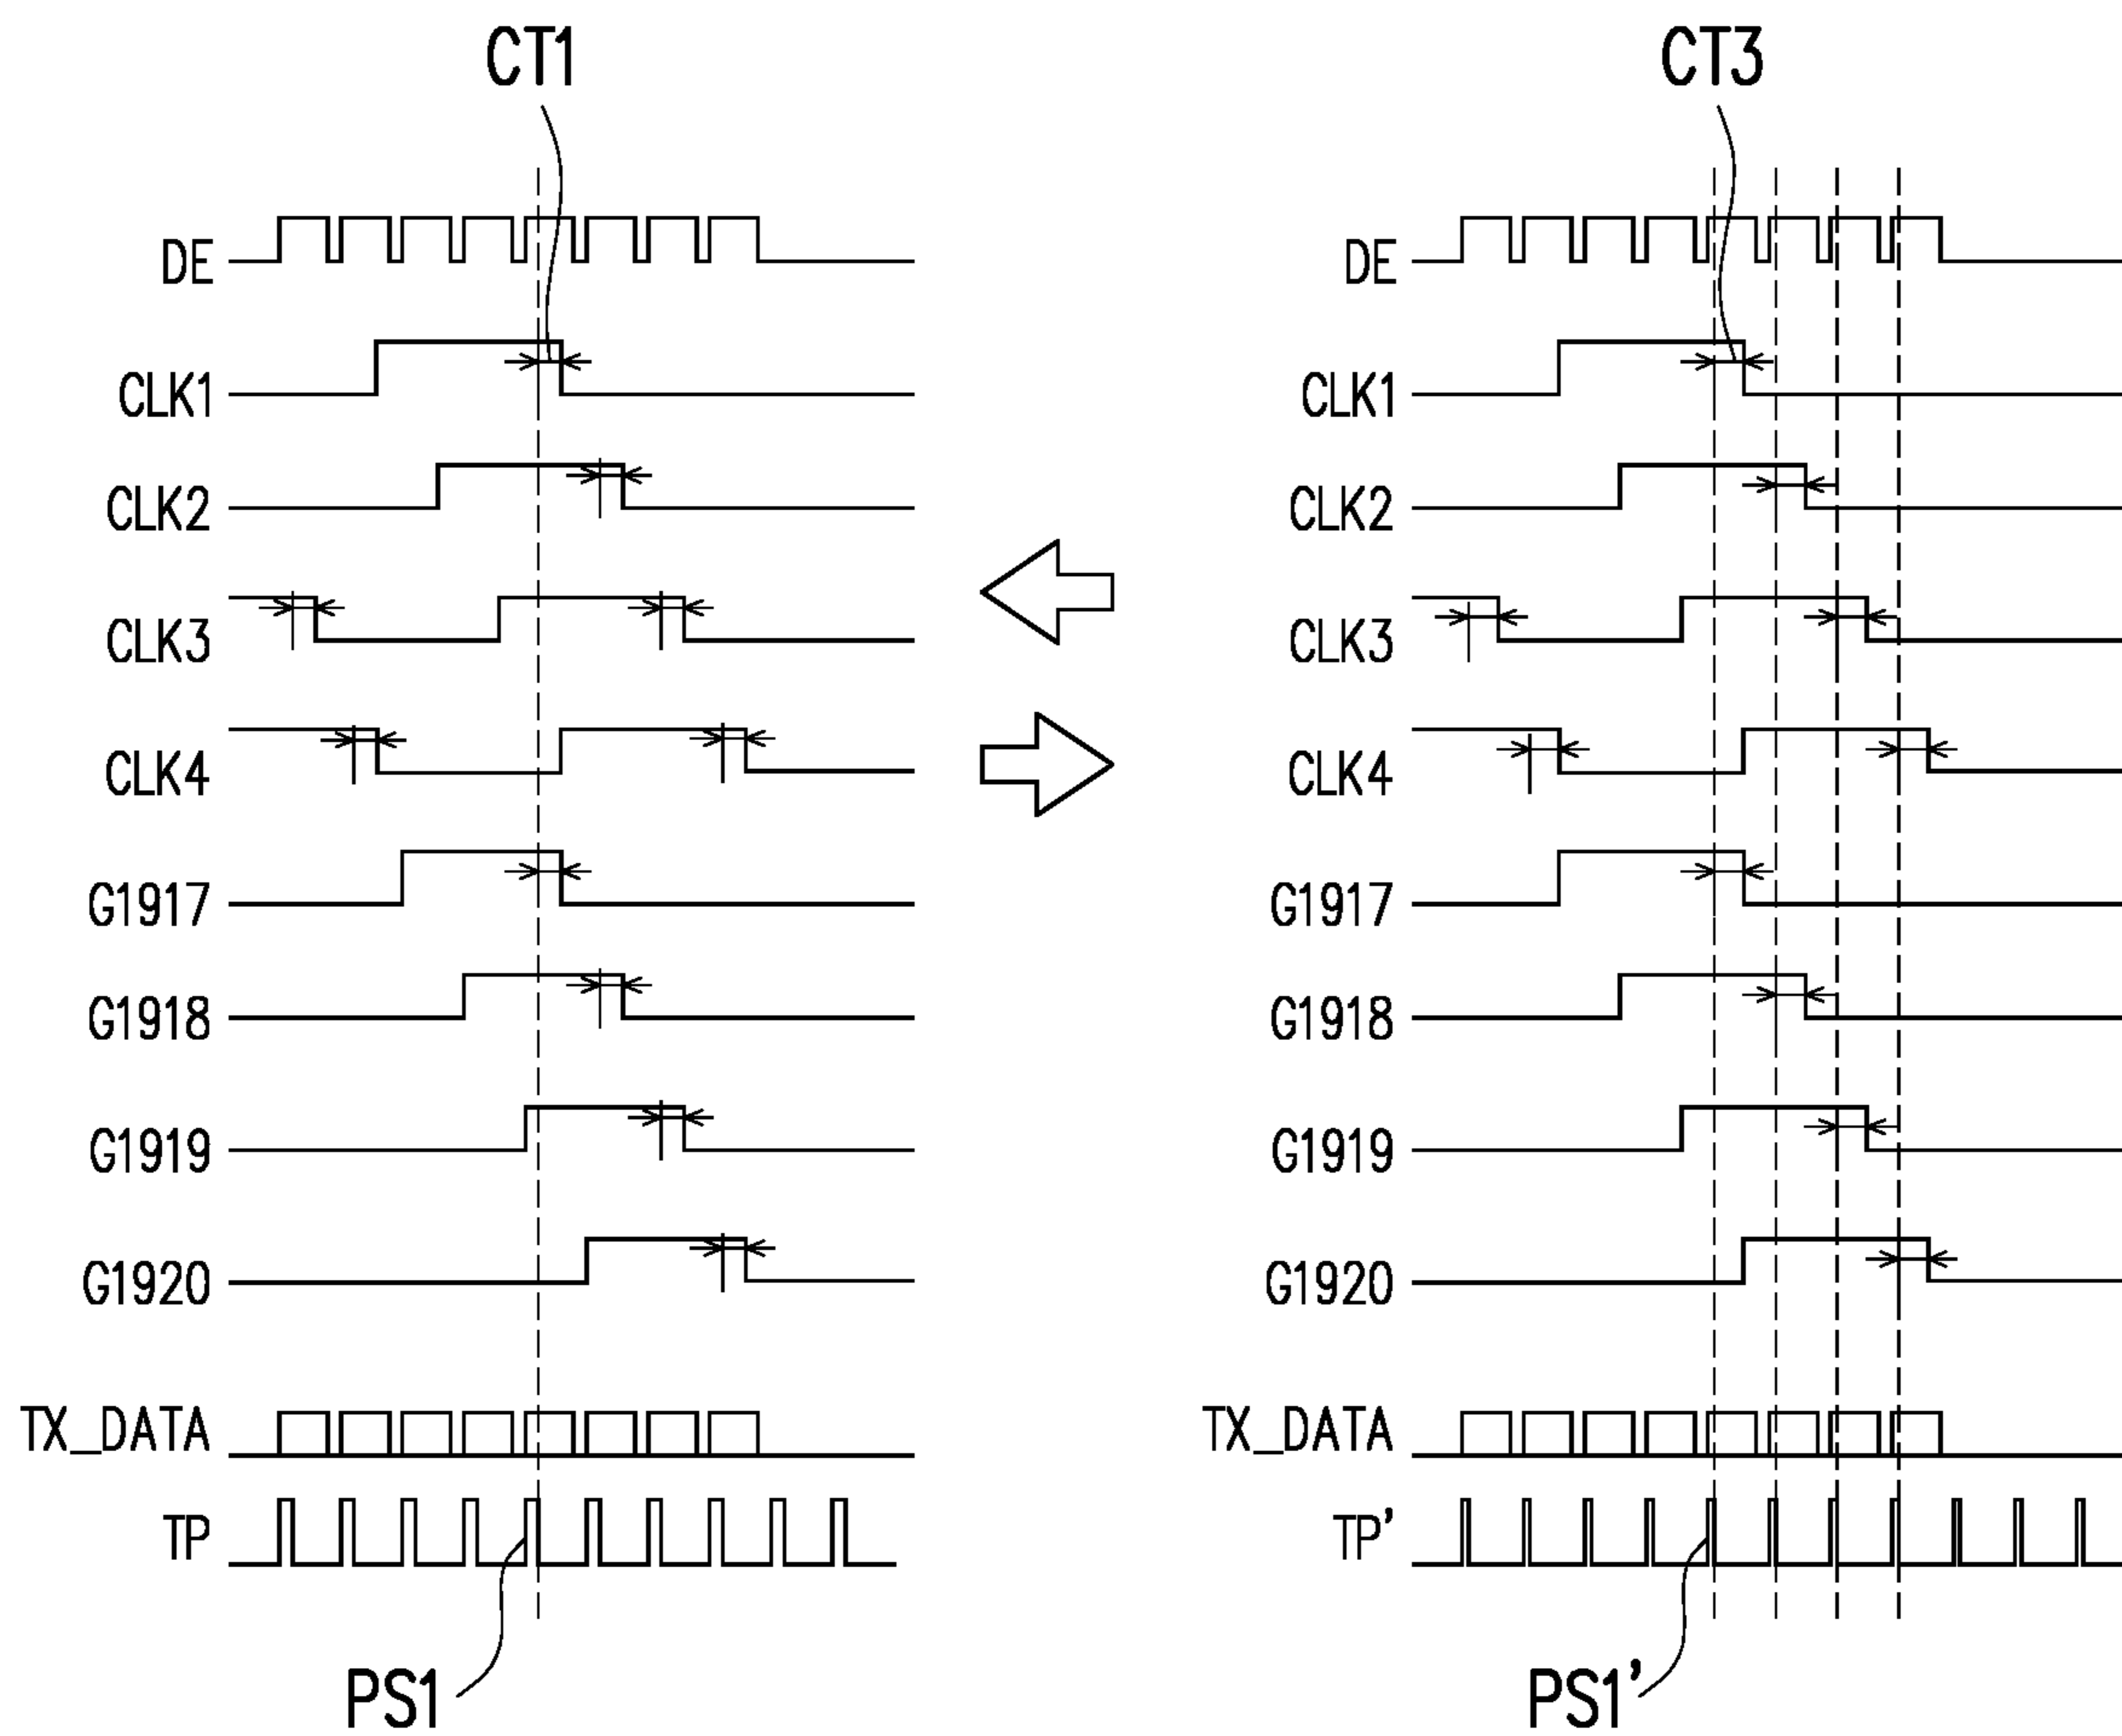 CT1
DE
CLK1
CLK2
CLK3
CLK4
G1917
G1918
G1919
G1920
TX_DATA
TP
PS1
CT3
DE
CLK1
CLK2
CLK3
CLK4
G1917
G1918
G1919
G1920
TX_DATA
TP'
PS1'